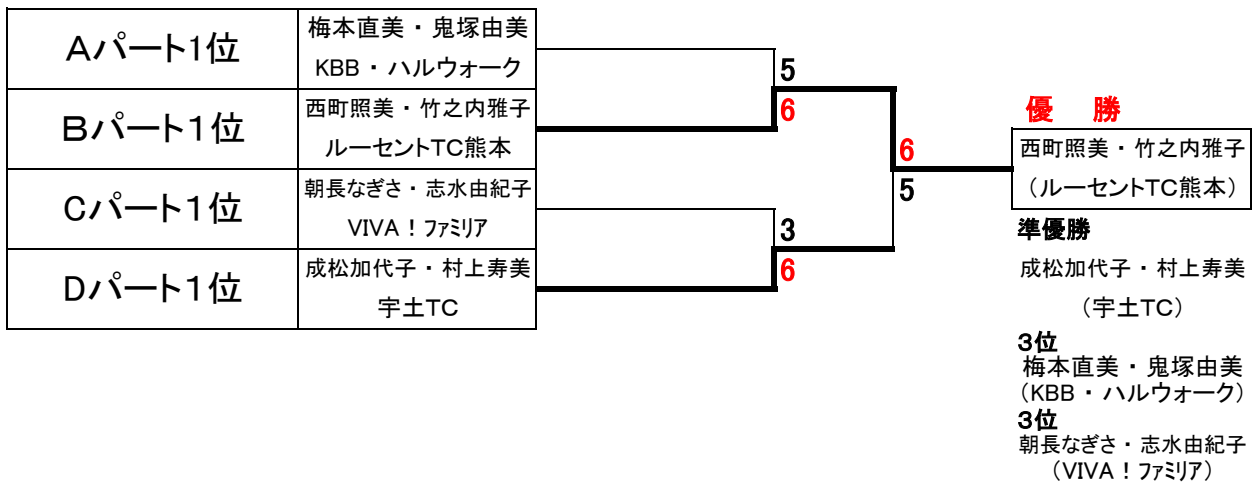 Aパート1位
梅本直美・鬼塚由美
KBB・ハルウォーク
Bパート1位
西町照美・竹之内雅子
ルーセントTC熊本
Cパート1位
朝長なぎさ・志水由紀子
VIVA！ファミリア
Dパート1位
成松加代子・村上寿美
宇土TC
5
6
3
6
6
5
優　勝
西町照美・竹之内雅子
（ルーセントTC熊本）
準優勝
成松加代子・村上寿美
（宇土TC）
3位
梅本直美・鬼塚由美
（KBB・ハルウォーク）
3位
朝長なぎさ・志水由紀子
（VIVA！ファミリア）